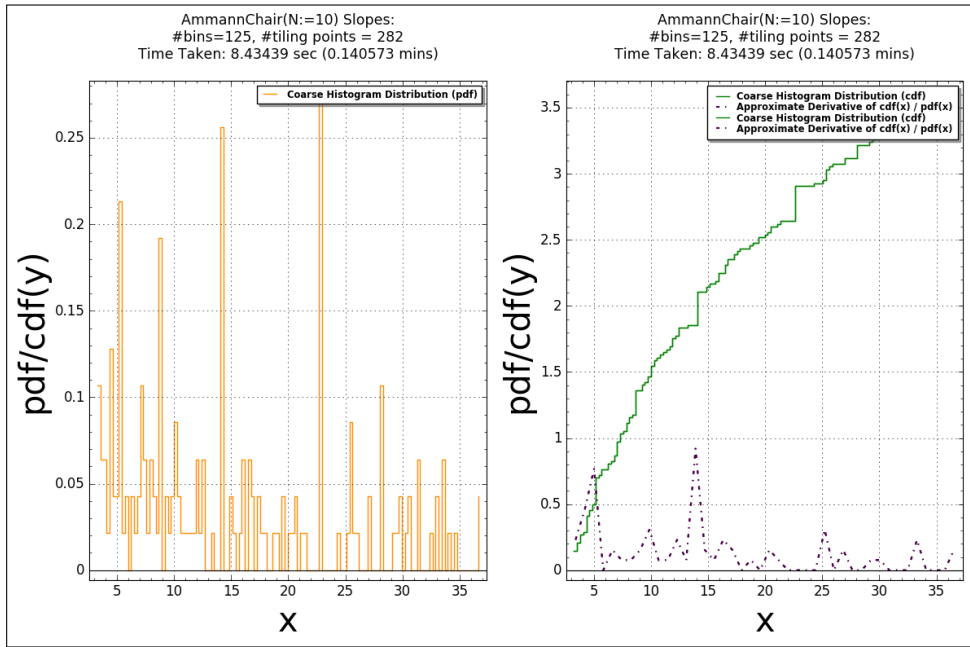 AmmannChair(N:=10) Slopes:
#bins=125, #tiling points = 282
Time Taken: 8.43439 sec (0.140573 mins)
Coarse Histogram Distribution (pdf)
0.25
0.2
0.15
0.1
0.05
0
pdf/cdf(y)
5 10 15 20 25 30 35
x
AmmannChair(N:=10) Slopes:
#bins=125, #tiling points = 282
Time Taken: 8.43439 sec (0.140573 mins)
Coarse Histogram Distribution (cdf)
Approximate Derivative of cdf(x) / pdf(x)
Coarse Histogram Distribution (cdf)
Approximate Derivative of cdf(x) / pdf(x)
3.5
3
2.5
2
1.5
1
0.5
0
pdf/cdf(y)
5 10 15 20 25 30 35
x